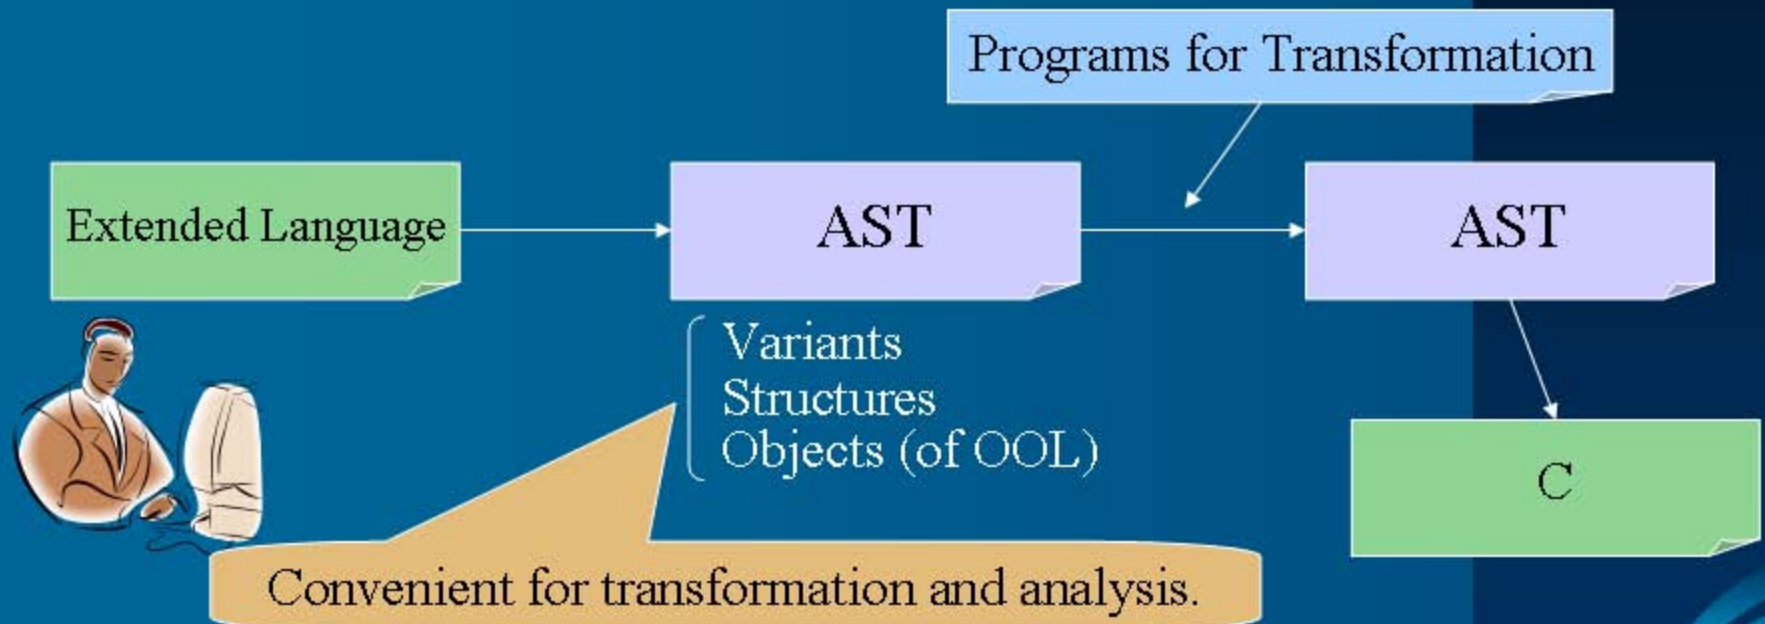 Programs for Transformation
Extended Language
AST
AST
Variants
Structures
Objects (of OOL)
C
Convenient for transformation and analysis.